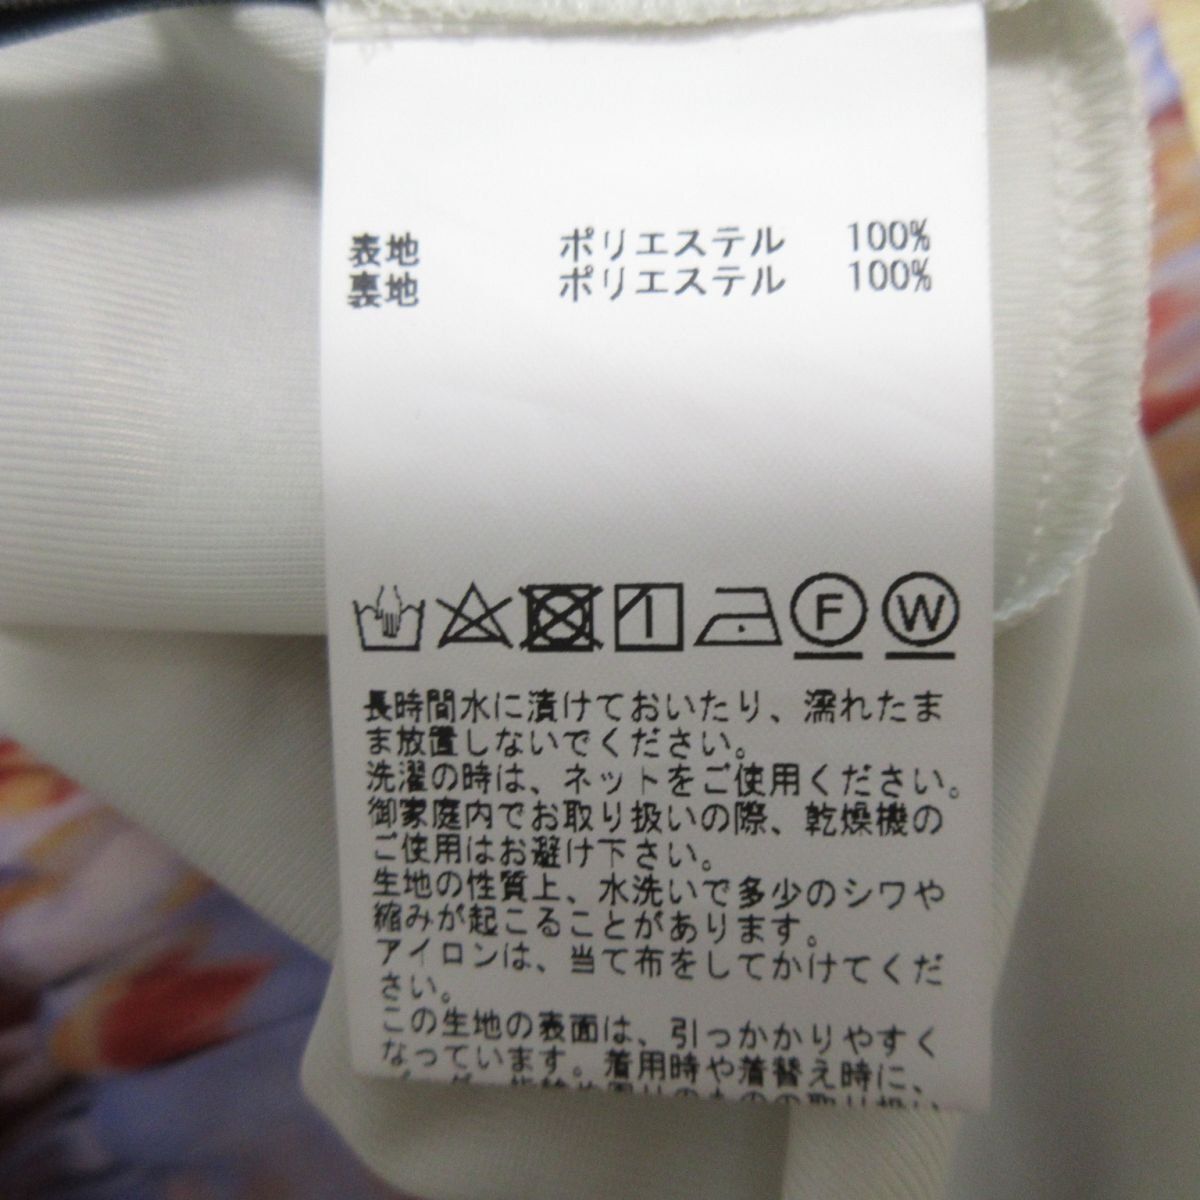 表地 ポリエステル 100%
裏地 ポリエステル 100%
F W
長時間水に漬けておいたり、濡れたま
ま放置しないでください。
洗濯の時は、ネットをご使用ください。
御家庭内でお取り扱いの際、乾燥機の
ご使用はお避け下さい。
生地の性質上、水洗いで多少のシワや
縮みが起こることがあります。
アイロンは、当て布をしてかけてくだ
さい。
この生地の表面は、引っかかりやすく
なっています。着用時や着替え時に、